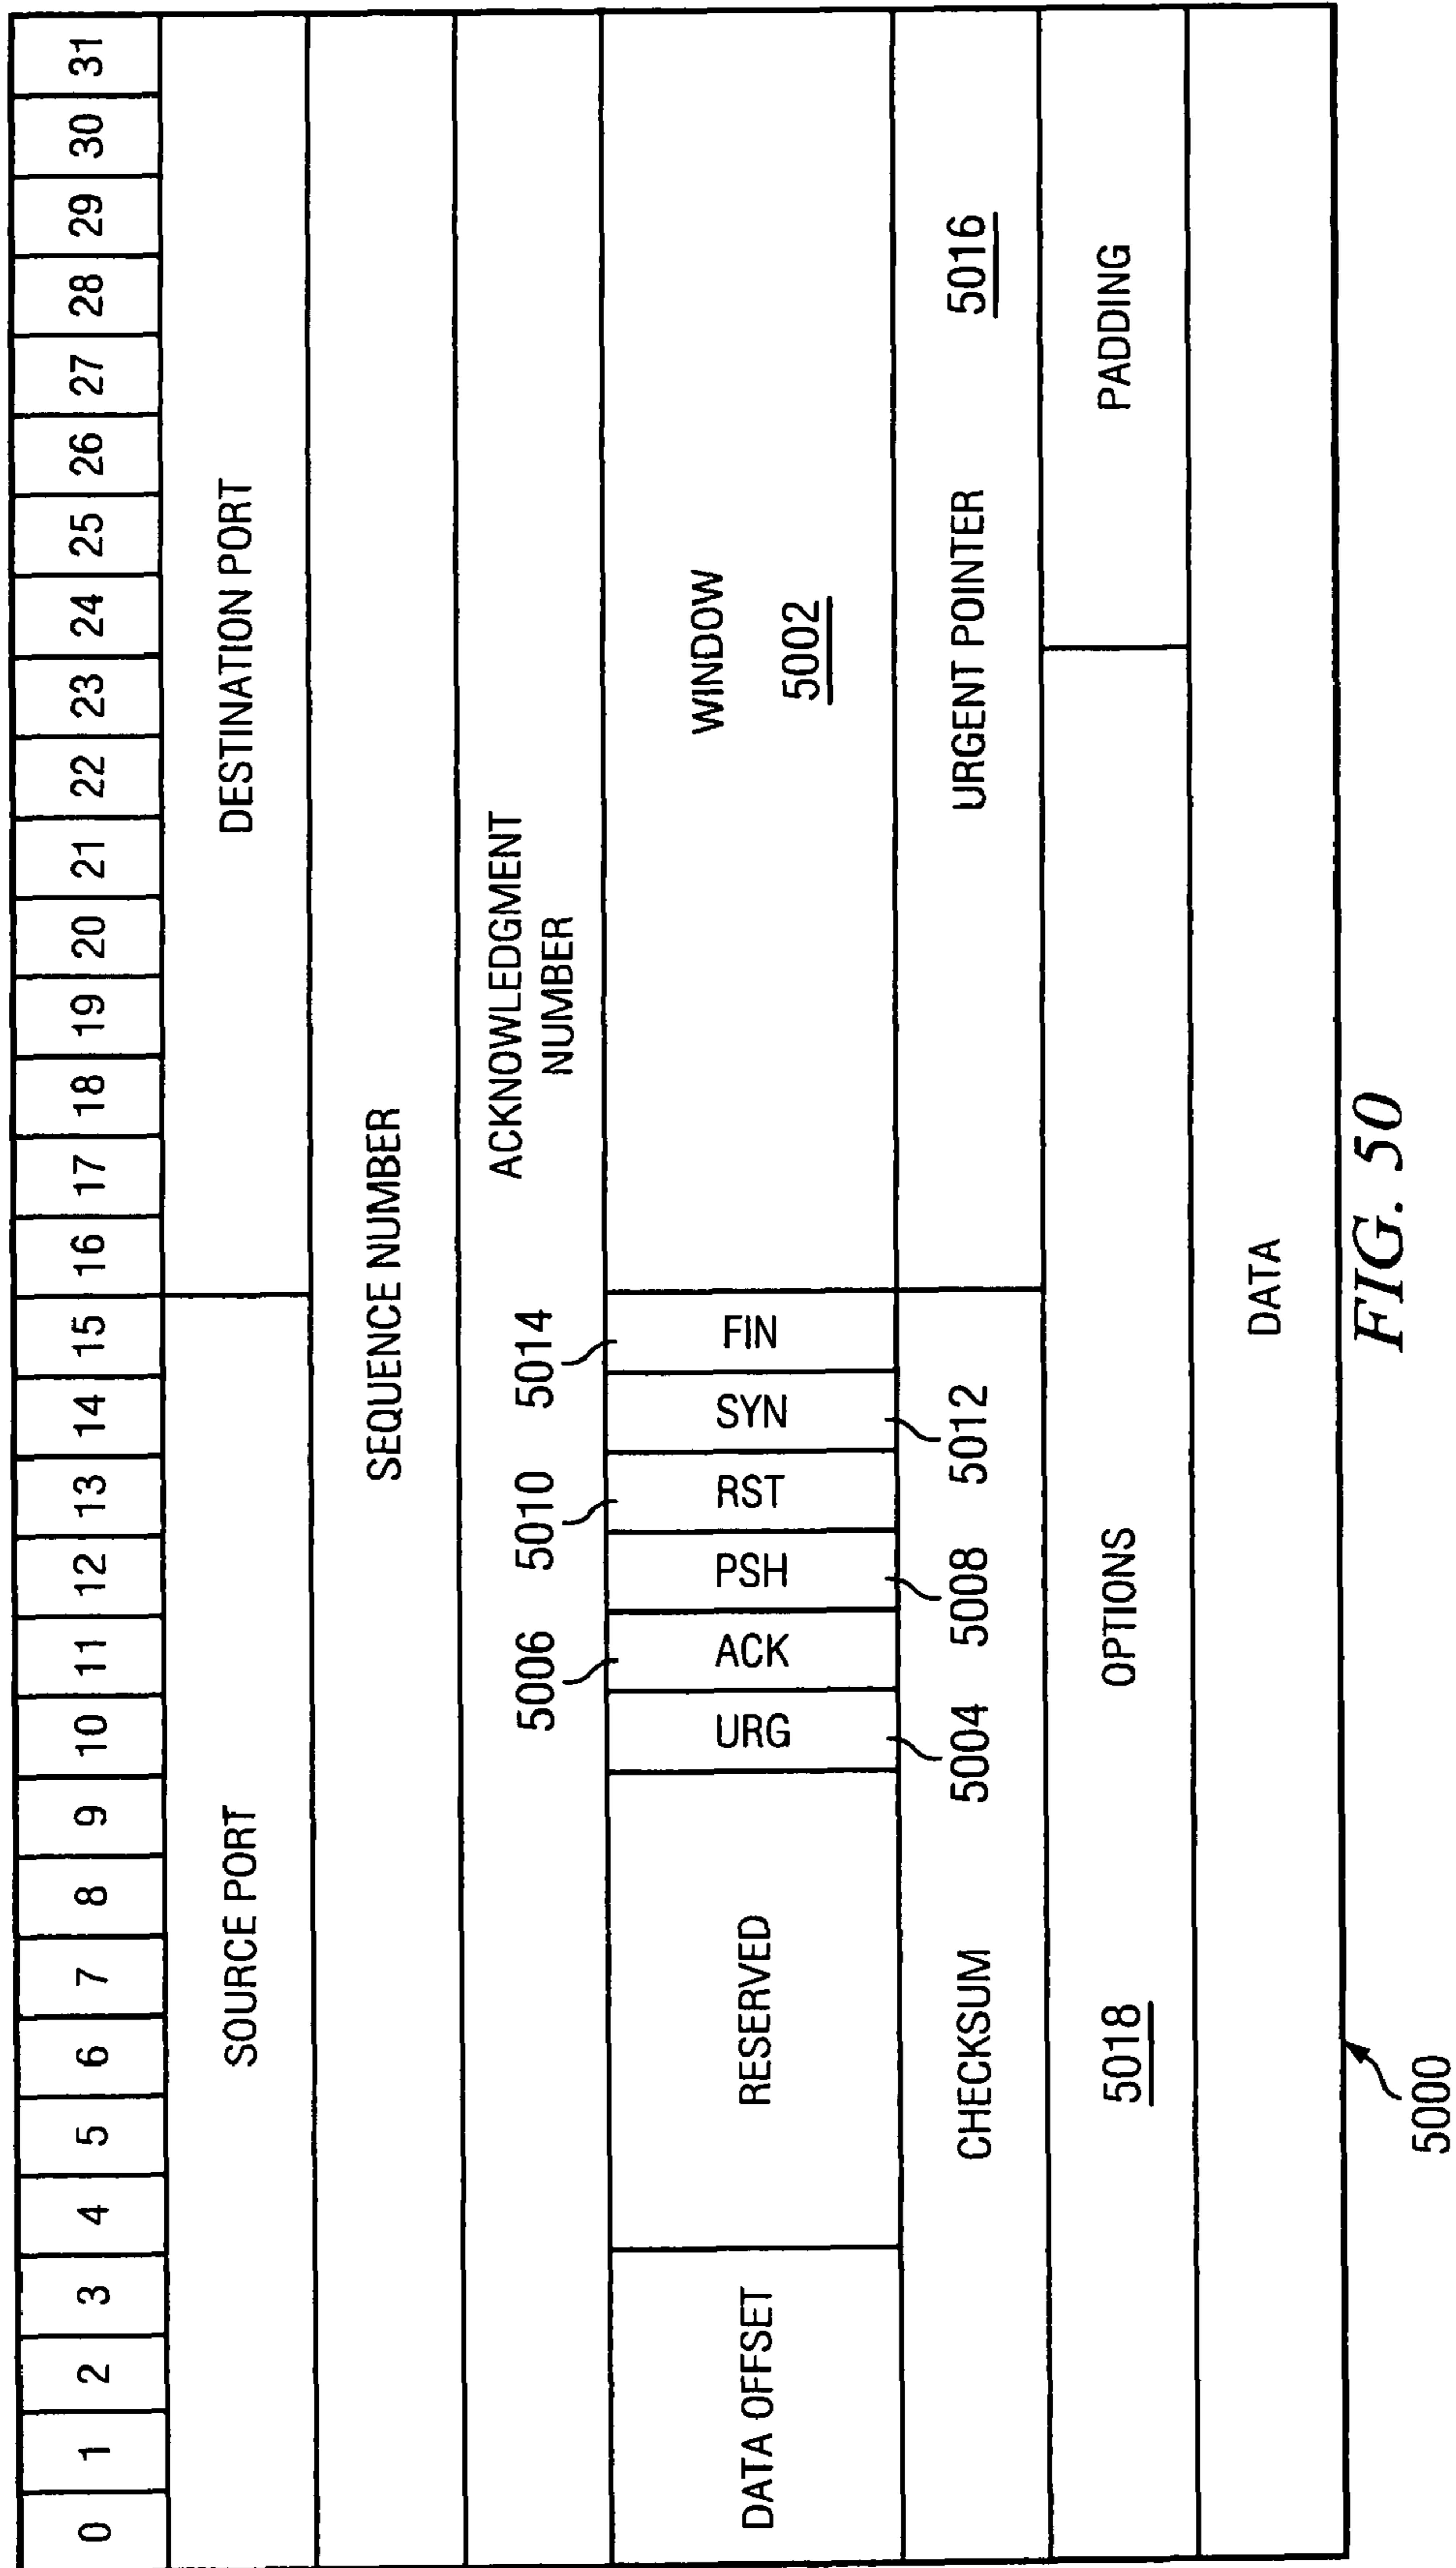 0 1 2 3 4 5 6 7 8 9 10 11 12 13 14 15 16 17 18 19 20 21 22 23 24 25 26 27 28 29 30 31
SOURCE PORT DESTINATION PORT
SEQUENCE NUMBER
ACKNOWLEDGMENT
NUMBER
5006 5010 5014
DATA OFFSET RESERVED URG ACK PSH RST SYN FIN WINDOW
5002
5004 5008 5012
CHECKSUM URGENT POINTER 5016
5018 OPTIONS PADDING
DATA
5000
FIG. 50